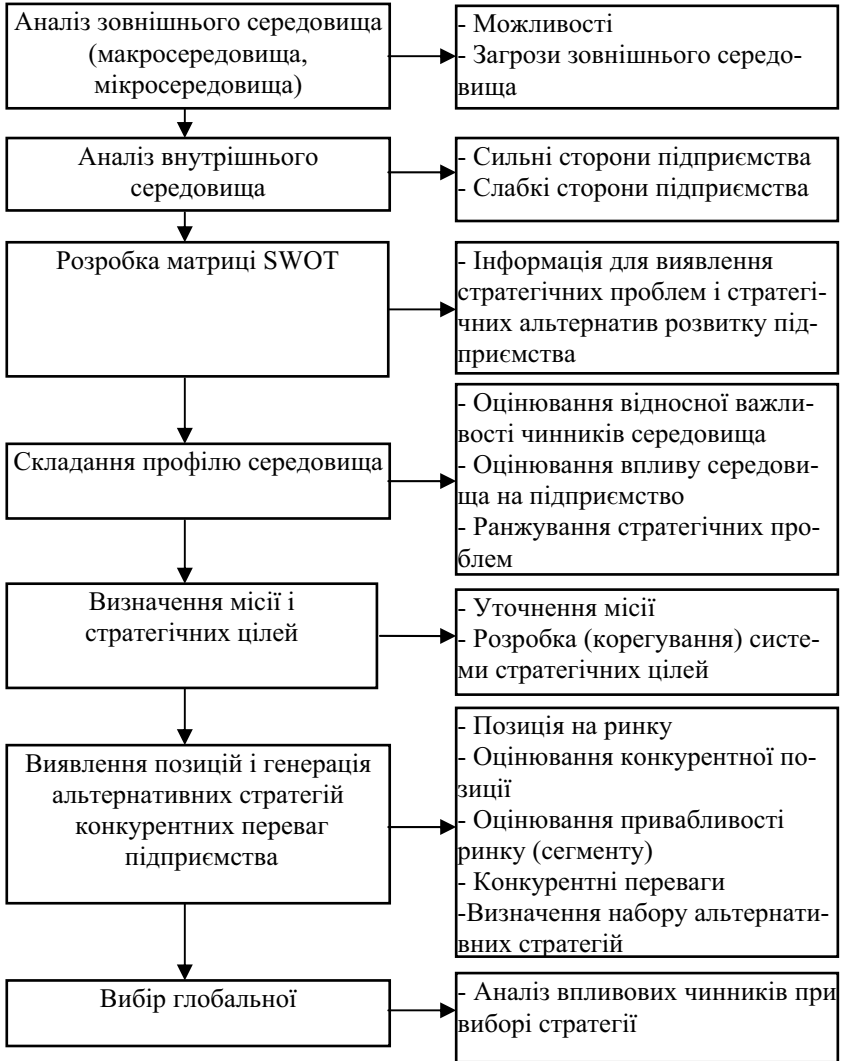 Аналіз зовнішнього середовища
(макросередовища,
мікросередовища)
- Можливості
- Загрози зовнішнього середо-
вища
Аналіз внутрішнього
середовища
- Сильні сторони підприємства
- Слабкі сторони підприємства
Розробка матриці SWOT
- Інформація для виявлення
стратегічних проблем і стратегі-
чних альтернатив розвитку під-
приємства
Складання профілю середовища
- Оцінювання відносної важли-
вості чинників середовища
- Оцінювання впливу середови-
ща на підприємство
- Ранжування стратегічних про-
блем
Визначення місії і
стратегічних цілей
- Уточнення місії
- Розробка (корегування) систе-
ми стратегічних цілей
Виявлення позицій і генерація
альтернативних стратегій
конкурентних переваг
підприємства
- Позиція на ринку
- Оцінювання конкурентної по-
зиції
- Оцінювання привабливості
ринку (сегменту)
- Конкурентні переваги
-Визначення набору альтернати-
вних стратегій
Вибір глобальної
- Аналіз впливових чинників при
виборі стратегії